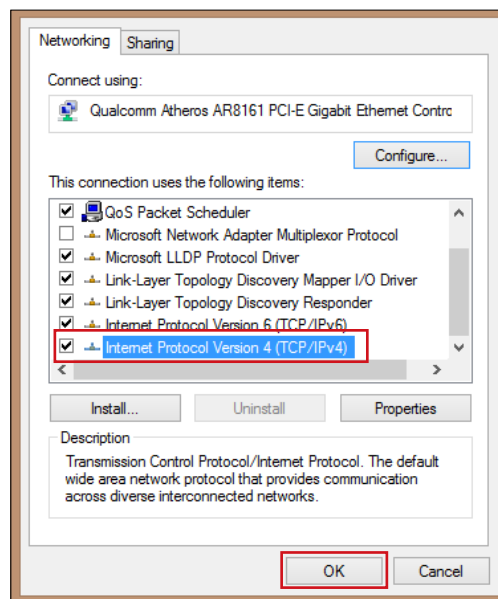 Networking
Sharing
Connect using:
Qualcomm Atheros AR8161 PCI-E Gigabit Ethernet Contrc
Configure...
This connection uses the following items:
QoS Packet Scheduler
Microsoft Network Adapter Multiplexor Protocol
Microsoft LLDP Protocol Driver
Link-Layer Topology Discovery Mapper I/O Driver
Link-Layer Topology Discovery Responder
Internet Protocol Version 6 (TCP/IPv6)
Internet Protocol Version 4 (TCP/IPv4)
Install...
Uninstall
Properties
Description
Transmission Control Protocol/Internet Protocol. The default
wide area network protocol that provides communication
across diverse interconnected networks.
OK
Cancel